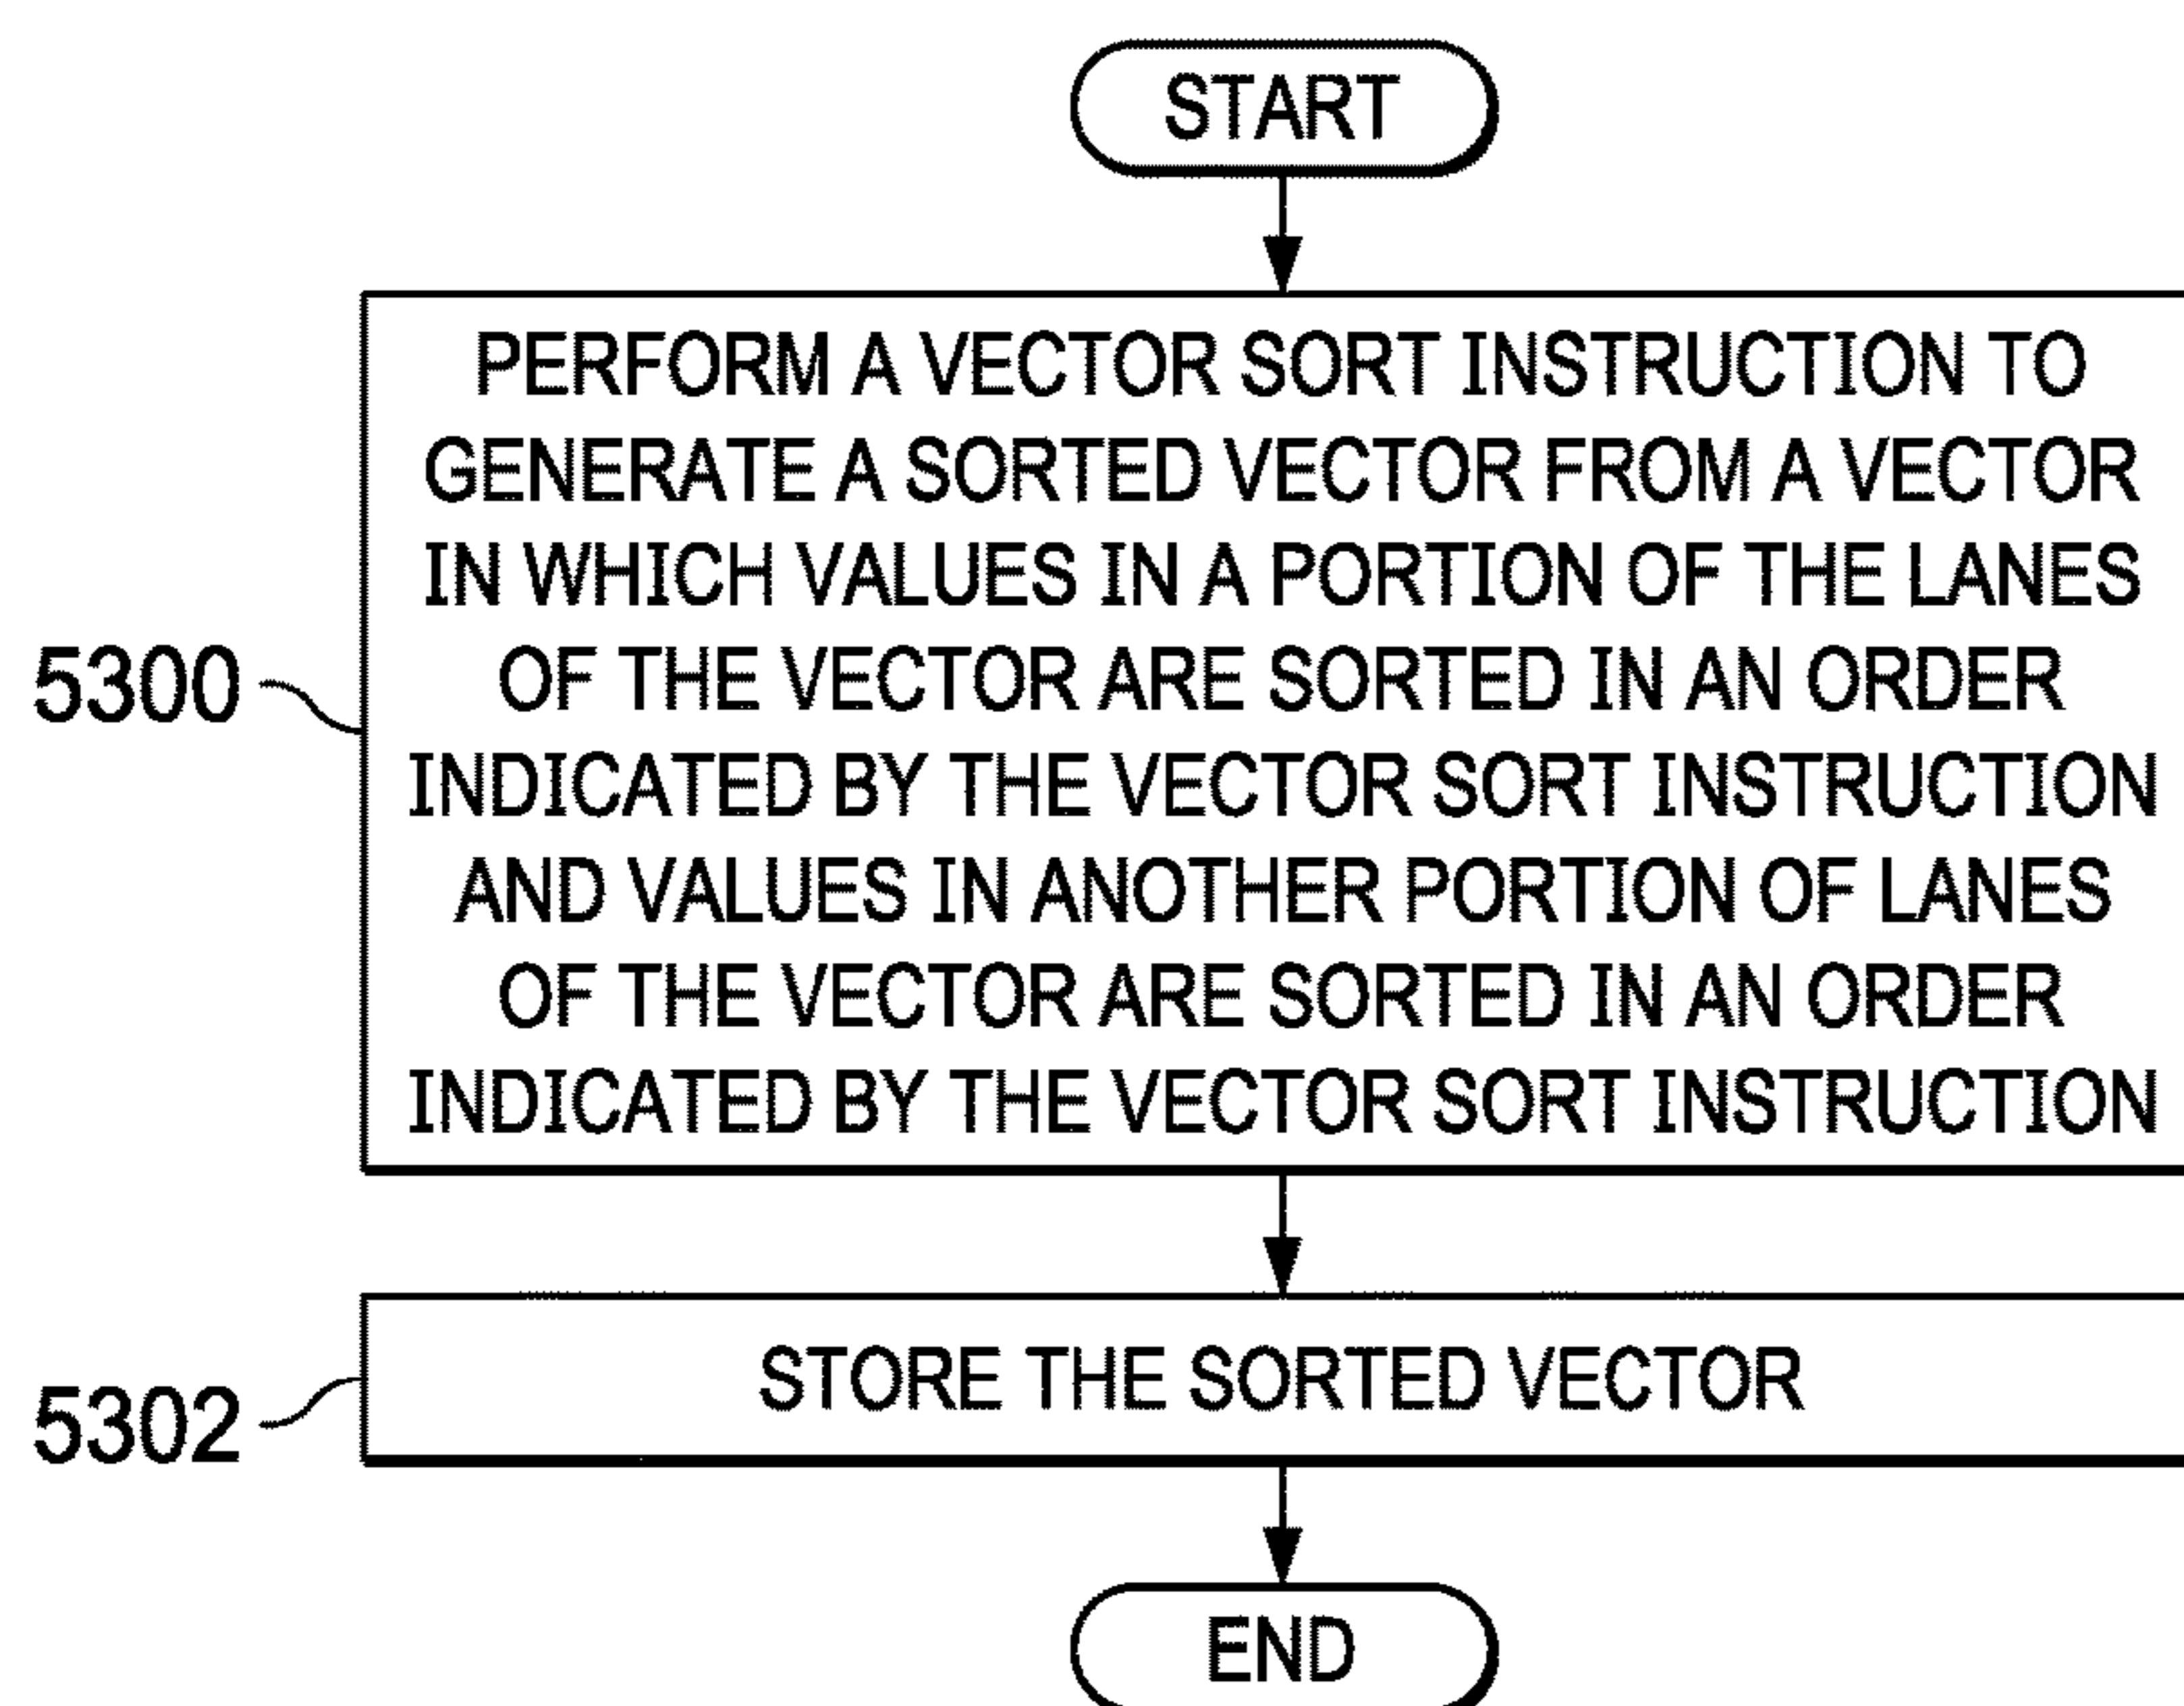 START
PERFORM A VECTOR SORT INSTRUCTION TO
GENERATE A SORTED VECTOR FROM A VECTOR
IN WHICH VALUES IN A PORTION OF THE LANES
OF THE VECTOR ARE SORTED IN AN ORDER
5300
INDICATED BY THE VECTOR SORT INSTRUCTION
AND VALUES IN ANOTHER PORTION OF LANES
OF THE VECTOR ARE SORTED IN AN ORDER
INDICATED BY THE VECTOR SORT INSTRUCTION
STORE THE SORTED VECTOR
5302
END